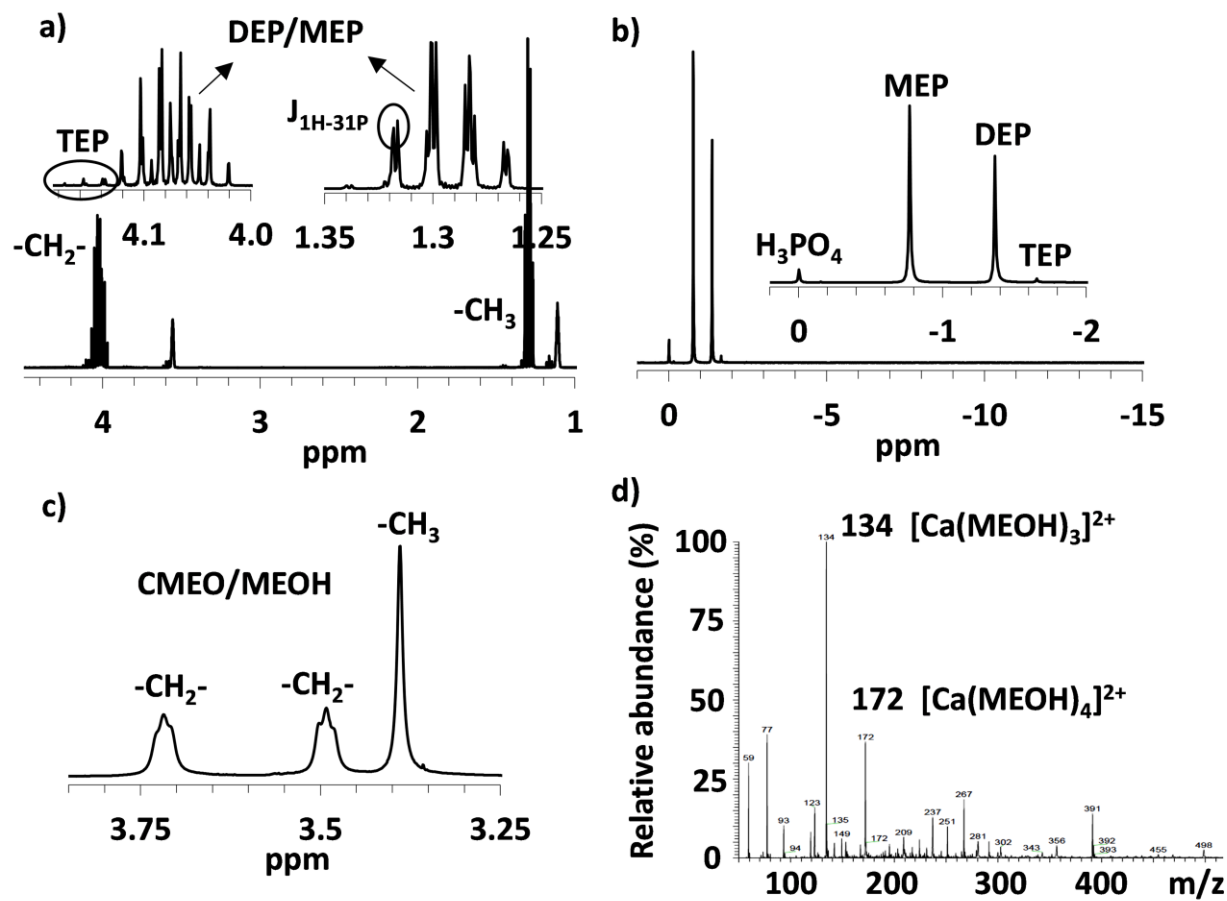 a)
DEP/MEP
J1H-31P
TEP
4.1
4.0
1.35
1.3
1.25
-CH2-
-CH3
4
3
2
1
ppm
b)
MEP
DEP
H3PO4
TEP
0
-1
-2
0
-5
-10
-15
ppm
c)
-CH3
CMEO/MEOH
-CH2-
-CH2-
3.75
3.5
3.25
ppm
d)
Relative abundance (%)
100
75
50
25
0
134 [Ca(MEOH)3]2+
172 [Ca(MEOH)4]2+
134
172
77
59
93
94
123
135
149
172
209
237
251
267
281
302
343
356
391
392
393
455
498
100
200
300
400
m/z